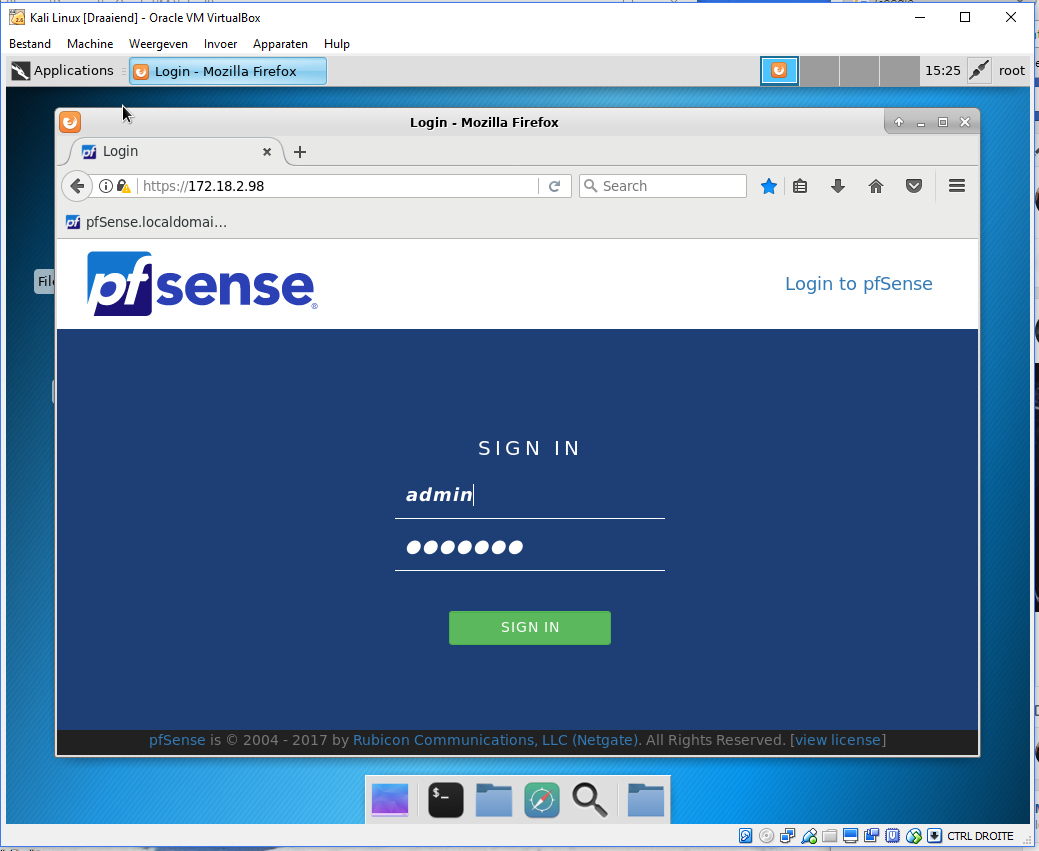 Kali Linux [Draaiend] - Oracle VM VirtualBox
Bestand Machine Weergeven Invoer Apparaten Hulp
Applications Login - Mozilla Firefox 15:25 root
Login - Mozilla Firefox
Login
https://172.18.2.98 Search
pfSense.localdomai...
pfsense® Login to pfSense
SIGN IN
admin
●●●●●●●
SIGN IN
pfSense is © 2004 - 2017 by Rubicon Communications, LLC (Netgate). All Rights Reserved. [view license]
$_
CTRL DROITE